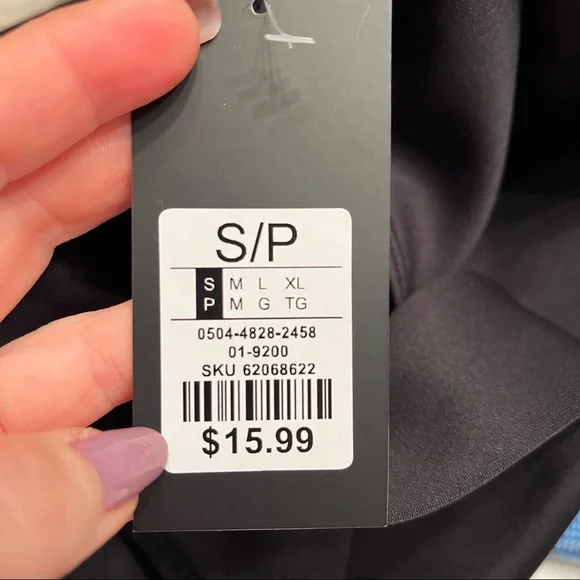 S/P
S M L XL
P M G TG
0504-4828-2458
01-9200
SKU 62068622
$15.99